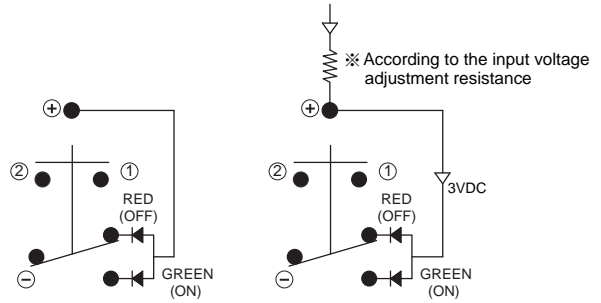 ※ According to the input voltage
adjustment resistance
⊕
⊕
② ①
② ①
3VDC
RED
(OFF)
RED
(OFF)
⊖
GREEN
(ON)
⊖
GREEN
(ON)